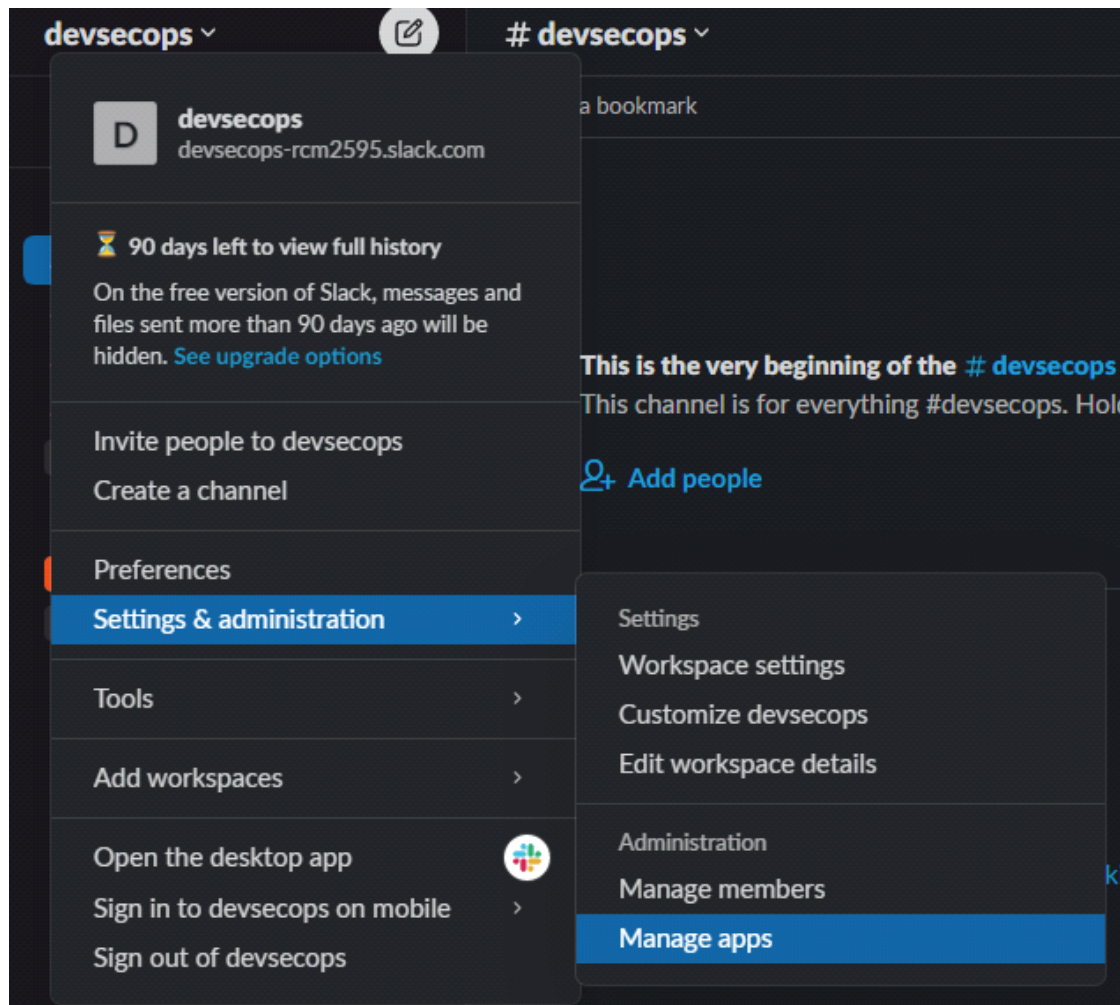 devsecops
# devsecops
a bookmark
D
devsecops
devsecops-rcm2595.slack.com
90 days left to view full history
On the free version of Slack, messages and
files sent more than 90 days ago will be
hidden. See upgrade options
This is the very beginning of the # devsecops
This channel is for everything #devsecops. Hol
Add people
Invite people to devsecops
Create a channel
Preferences
Settings & administration
Tools
Add workspaces
Open the desktop app
Sign in to devsecops on mobile
Sign out of devsecops
Settings
Workspace settings
Customize devsecops
Edit workspace details
Administration
Manage members
Manage apps
k